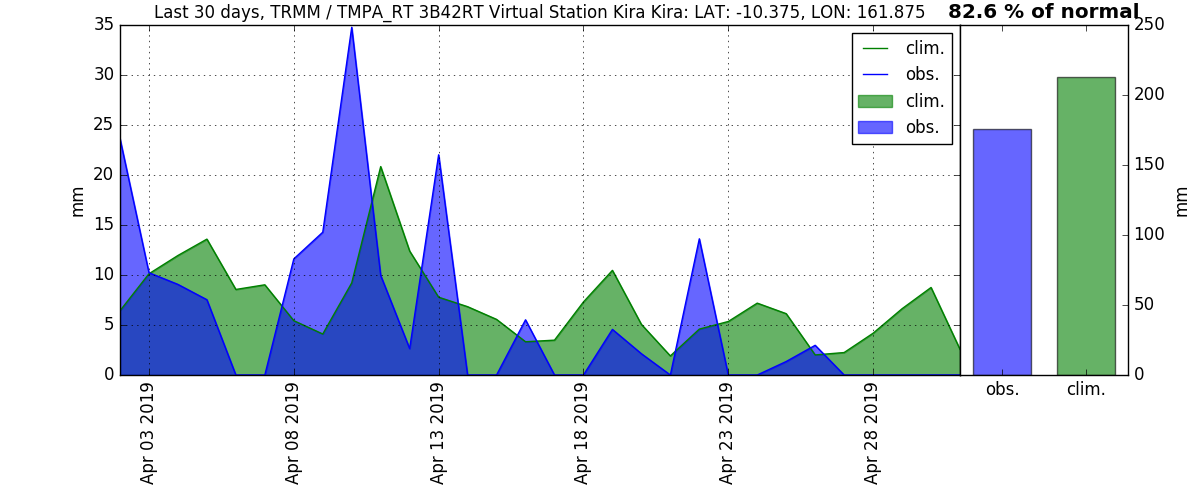 Last 30 days, TRMM / TMPA_RT 3B42RT Virtual Station Kira Kira: LAT: -10.375, LON: 161.875
82.6 % of normal
35
30
25
20
15
10
5
0
mm
clim.
obs.
clim.
obs.
Apr 03 2019
Apr 08 2019
Apr 13 2019
Apr 18 2019
Apr 23 2019
Apr 28 2019
250
200
150
100
50
0
mm
obs.
clim.